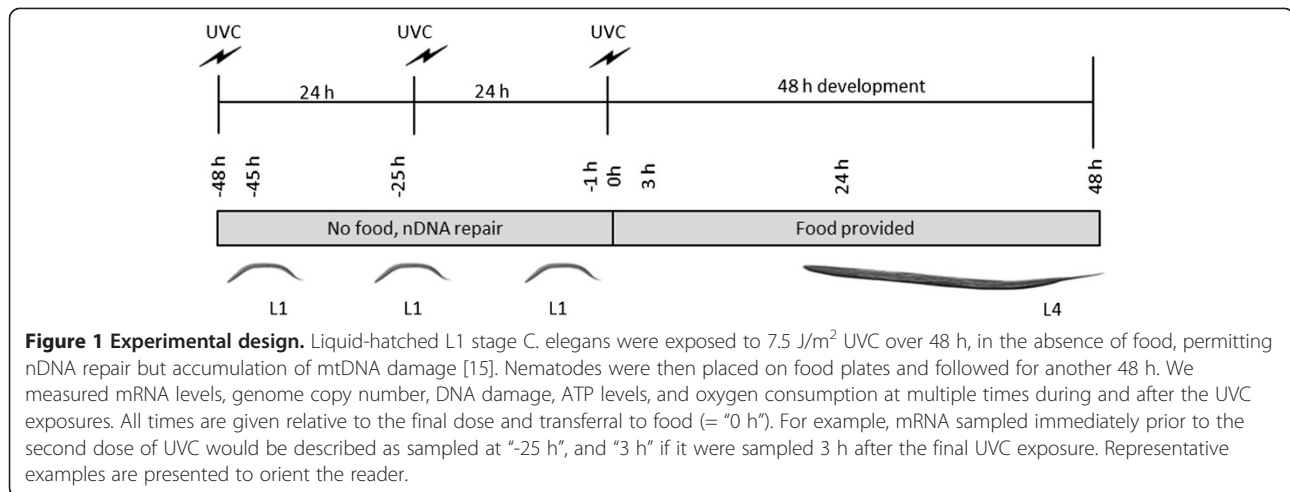 UVC UVC UVC
24 h 24 h 48 h development
-48 h -45 h -25 h -1 h 0h 3 h 24 h 48 h
No food, nDNA repair Food provided
L1 L1 L1 L4
Figure 1 Experimental design. Liquid-hatched L1 stage C. elegans were exposed to 7.5 J/m² UVC over 48 h, in the absence of food, permitting
nDNA repair but accumulation of mtDNA damage [15]. Nematodes were then placed on food plates and followed for another 48 h. We
measured mRNA levels, genome copy number, DNA damage, ATP levels, and oxygen consumption at multiple times during and after the UVC
exposures. All times are given relative to the final dose and transferral to food (= “0 h”). For example, mRNA sampled immediately prior to the
second dose of UVC would be described as sampled at “-25 h”, and “3 h” if it were sampled 3 h after the final UVC exposure. Representative
examples are presented to orient the reader.